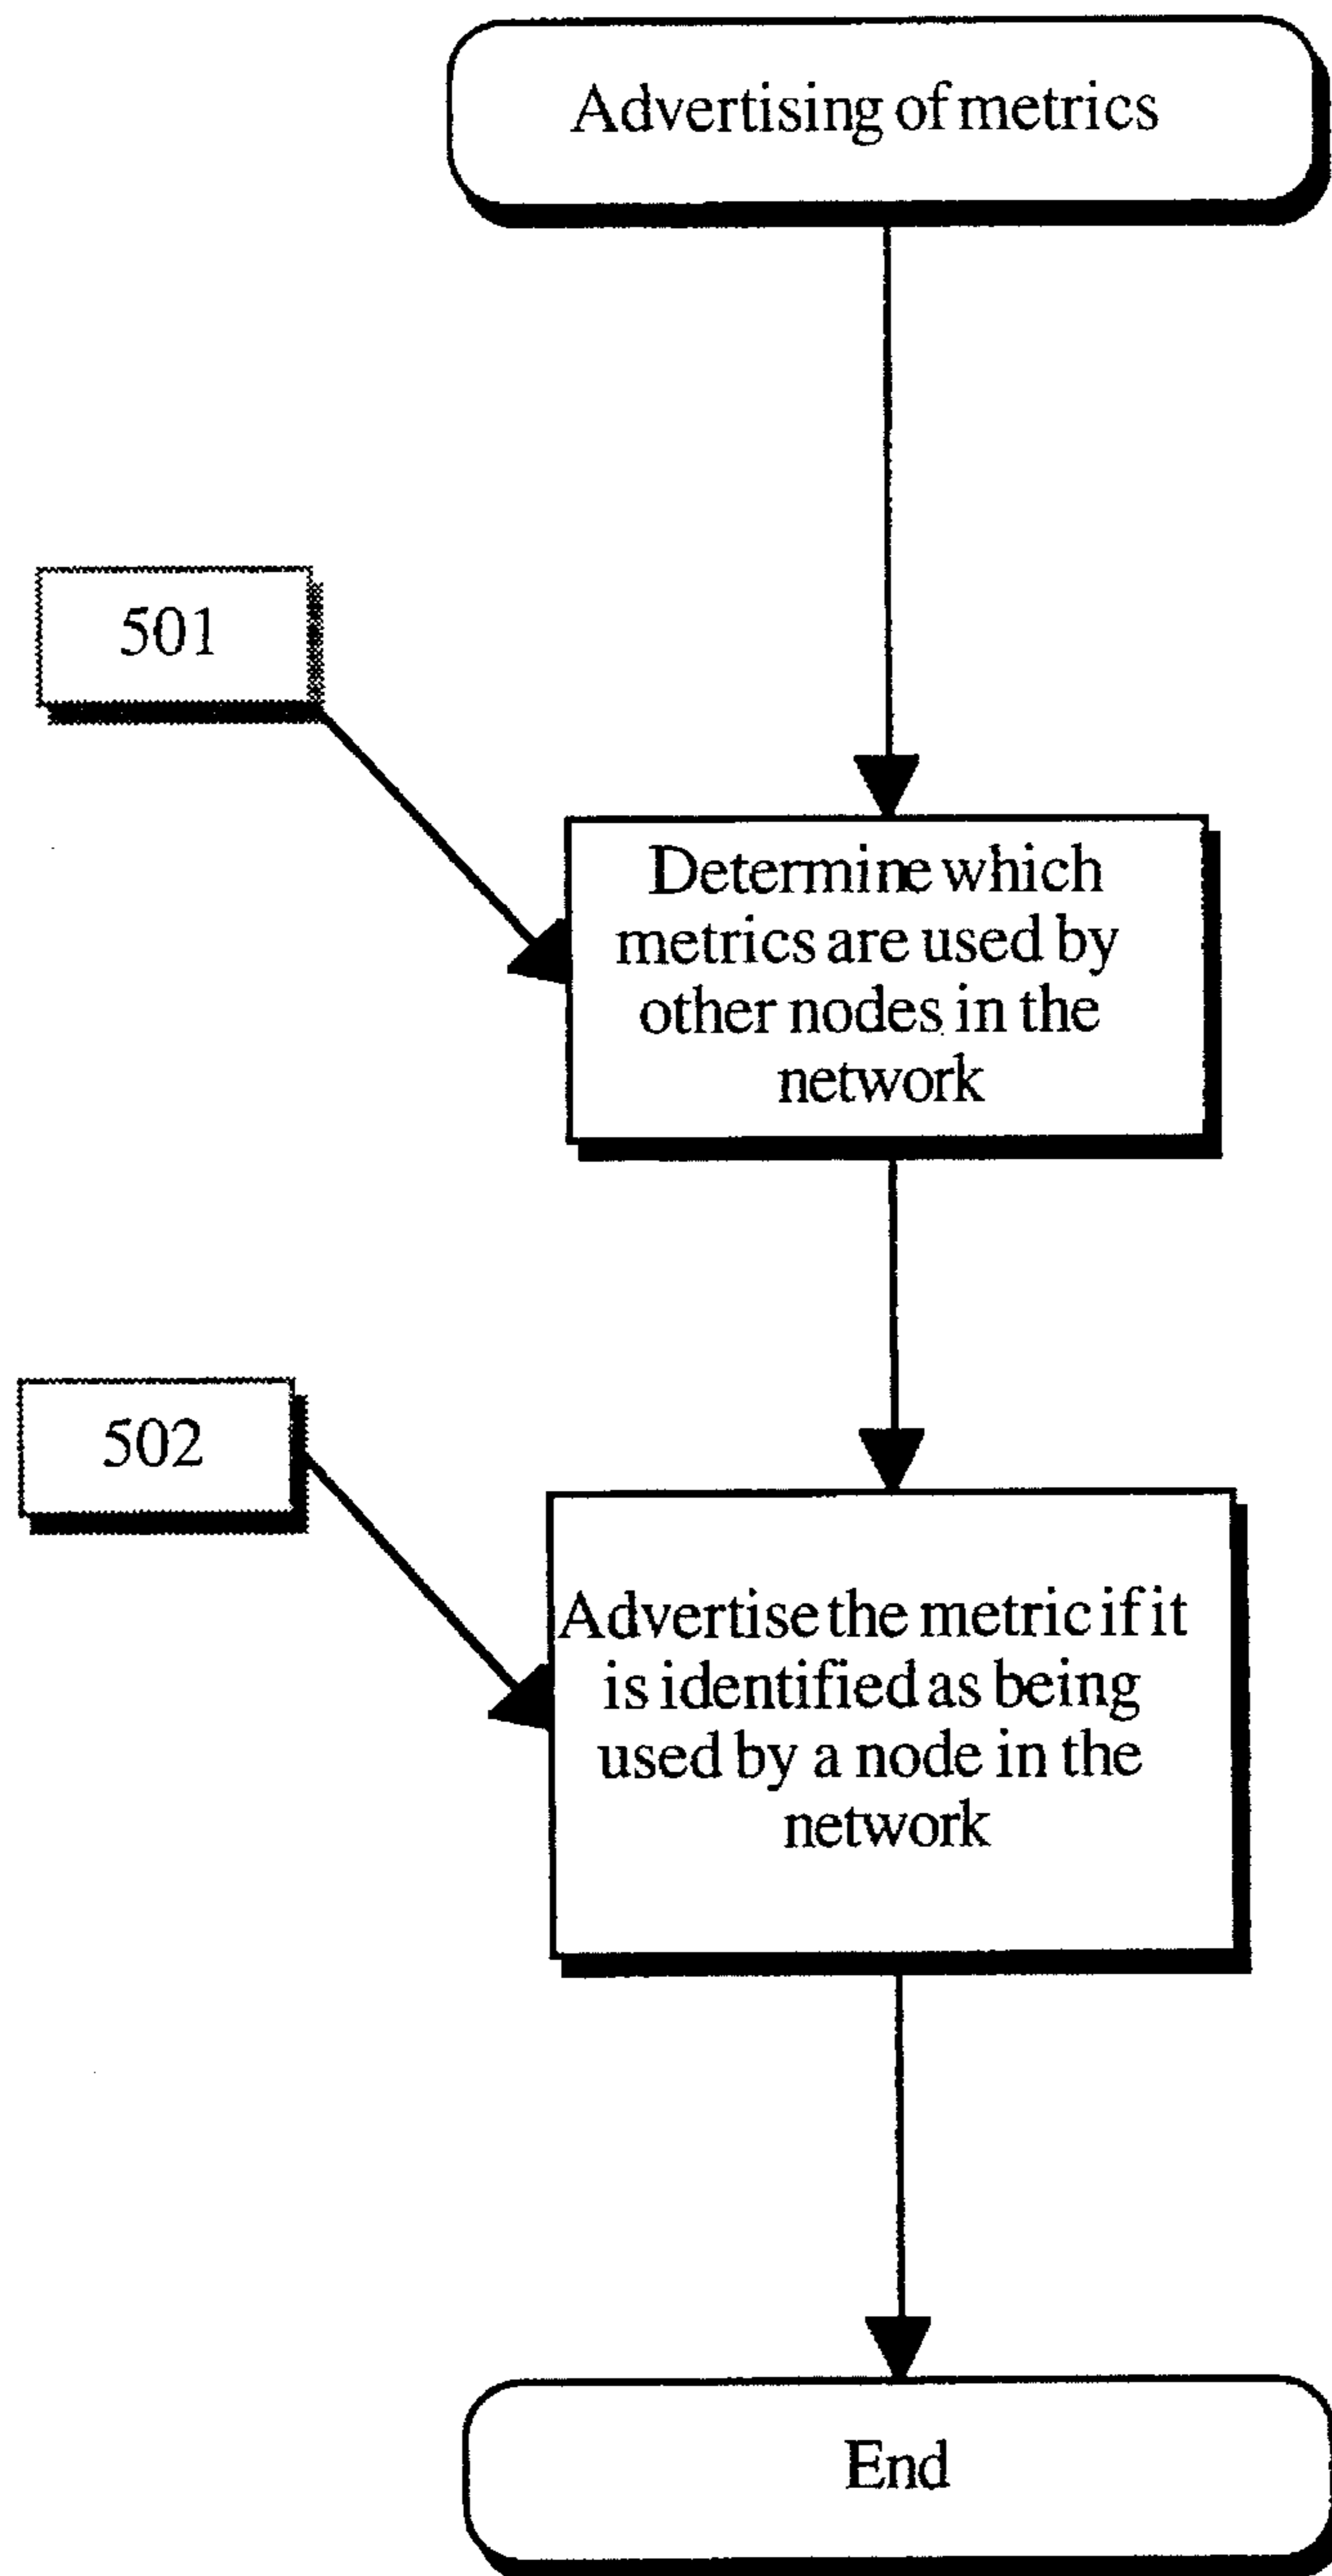 Advertising of metrics
501
Determine which
metrics are used by
other nodes in the
network
502
Advertise the metric if it
is identified as being
used by a node in the
network
End